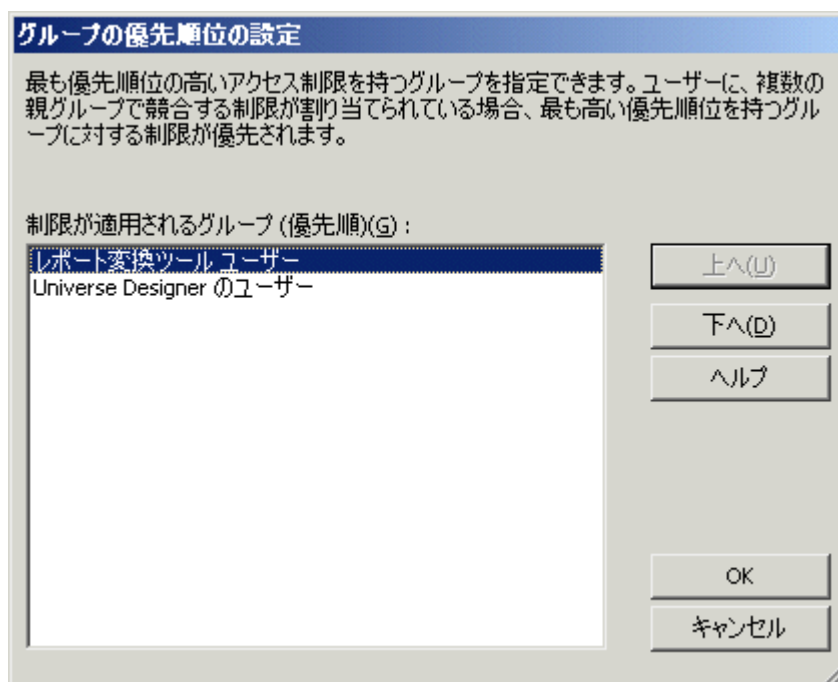 グループの優先順位の設定
最も優先順位の高いアクセス制限を持つグループを指定できます。ユーザーに、複数の
親グループで競合する制限が割り当てられている場合、最も高い優先順位を持つグル
ープに対する制限が優先されます。
制限が適用されるグループ (優先順)(G) :
レポート変換ツール ユーザー
Universe Designer のユーザー
上へ(U)
下へ(D)
ヘルプ
OK
キャンセル